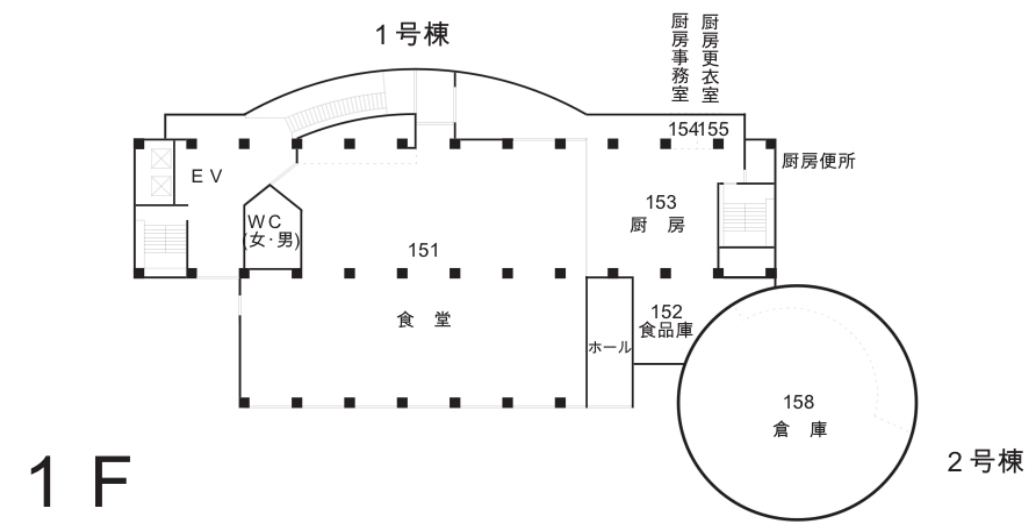 1号棟
厨房事務室
厨房更衣室
154
155
厨房便所
EV
WC
(女・男)
153
厨 房
151
食 堂
152
食品庫
ホール
158
倉 庫
2号棟
1F